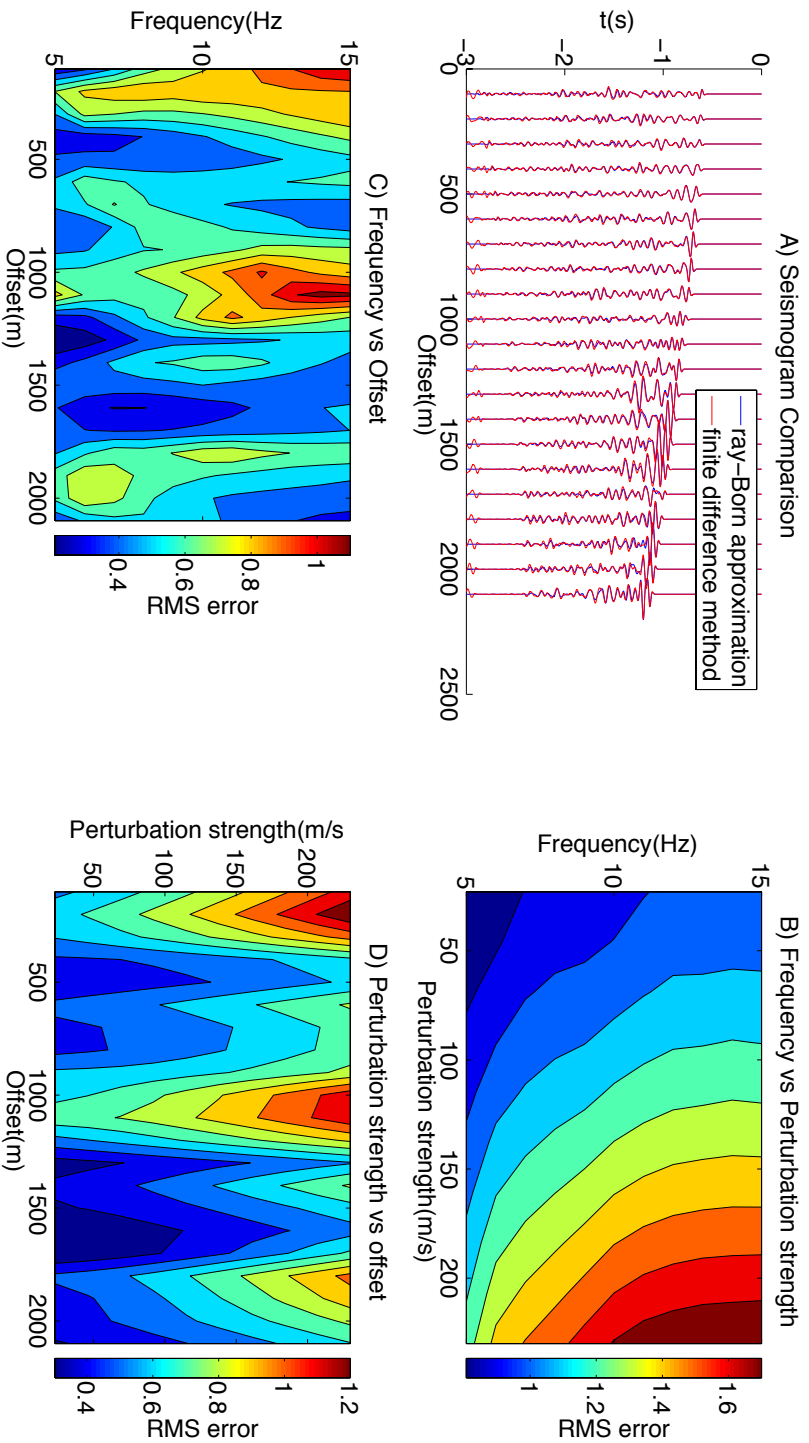 A) Seismogram Comparison
t(s)
0
−1
−2
−3
0
500
1000
1500
2000
2500
Offset(m)
ray−Born approximation
finite difference method
B) Frequency vs Perturbation strength
Frequency(Hz)
15
10
5
50
100
150
200
Perturbation strength(m/s)
1
1.2
1.4
1.6
RMS error
C) Frequency vs Offset
Frequency(Hz
15
10
5
500
1000
1500
2000
Offset(m)
0.4
0.6
0.8
1
RMS error
D) Perturbation strength vs offset
Perturbation strength(m/s
200
150
100
50
500
1000
1500
2000
Offset(m)
0.4
0.6
0.8
1
1.2
RMS error